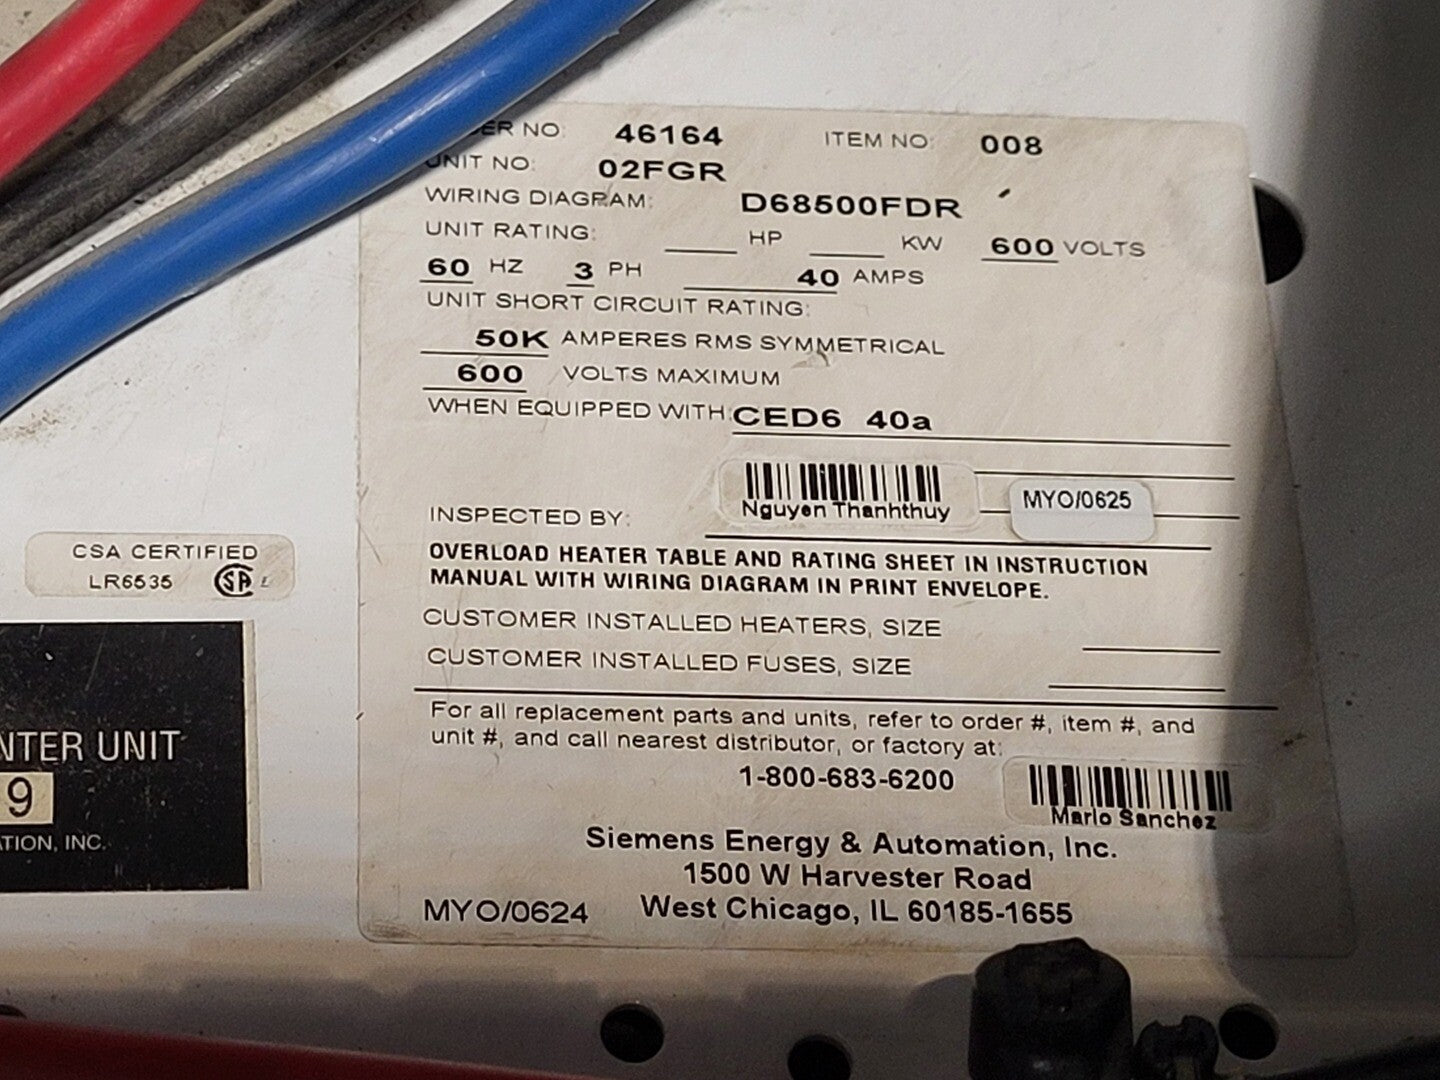 NO: 46164 ITEM NO: 008
UNIT NO: 02FGR
WIRING DIAGRAM: D68500FDR
UNIT RATING: HP KW 600 VOLTS
60 HZ 3 PH 40 AMPS
UNIT SHORT CIRCUIT RATING:
50K AMPERES RMS SYMMETRICAL
600 VOLTS MAXIMUM
WHEN EQUIPPED WITH: CED6 40a
Nguyen Thanhthuy
MYO/0625
INSPECTED BY:
OVERLOAD HEATER TABLE AND RATING SHEET IN INSTRUCTION
MANUAL WITH WIRING DIAGRAM IN PRINT ENVELOPE.
CUSTOMER INSTALLED HEATERS, SIZE
CUSTOMER INSTALLED FUSES, SIZE
For all replacement parts and units, refer to order #, item #, and
unit #, and call nearest distributor, or factory at:
1-800-683-6200
Mario Sanchez
Siemens Energy & Automation, Inc.
1500 W Harvester Road
MYO/0624 West Chicago, IL 60185-1655
CSA CERTIFIED
LR6535 SA
NTER UNIT
9
TION, INC.